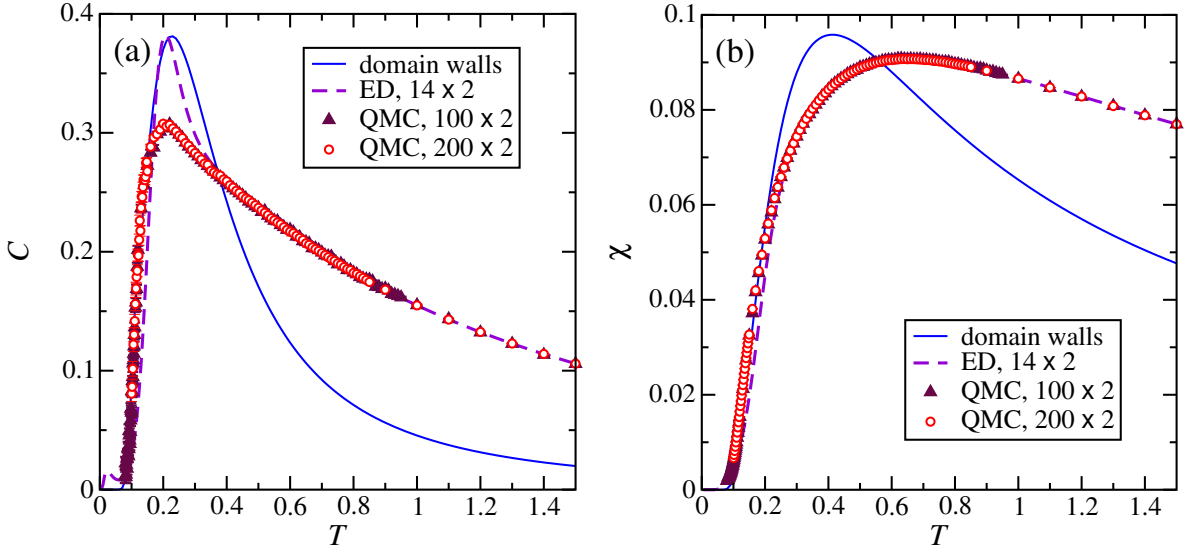 (a)
domain walls
ED, 14 x 2
QMC, 100 x 2
QMC, 200 x 2
C
0.4
0.3
0.2
0.1
0
0 0.2 0.4 0.6 0.8 1 1.2 1.4
T
(b)
domain walls
ED, 14 x 2
QMC, 100 x 2
QMC, 200 x 2
χ
0.1
0.08
0.06
0.04
0.02
0
0 0.2 0.4 0.6 0.8 1 1.2 1.4
T